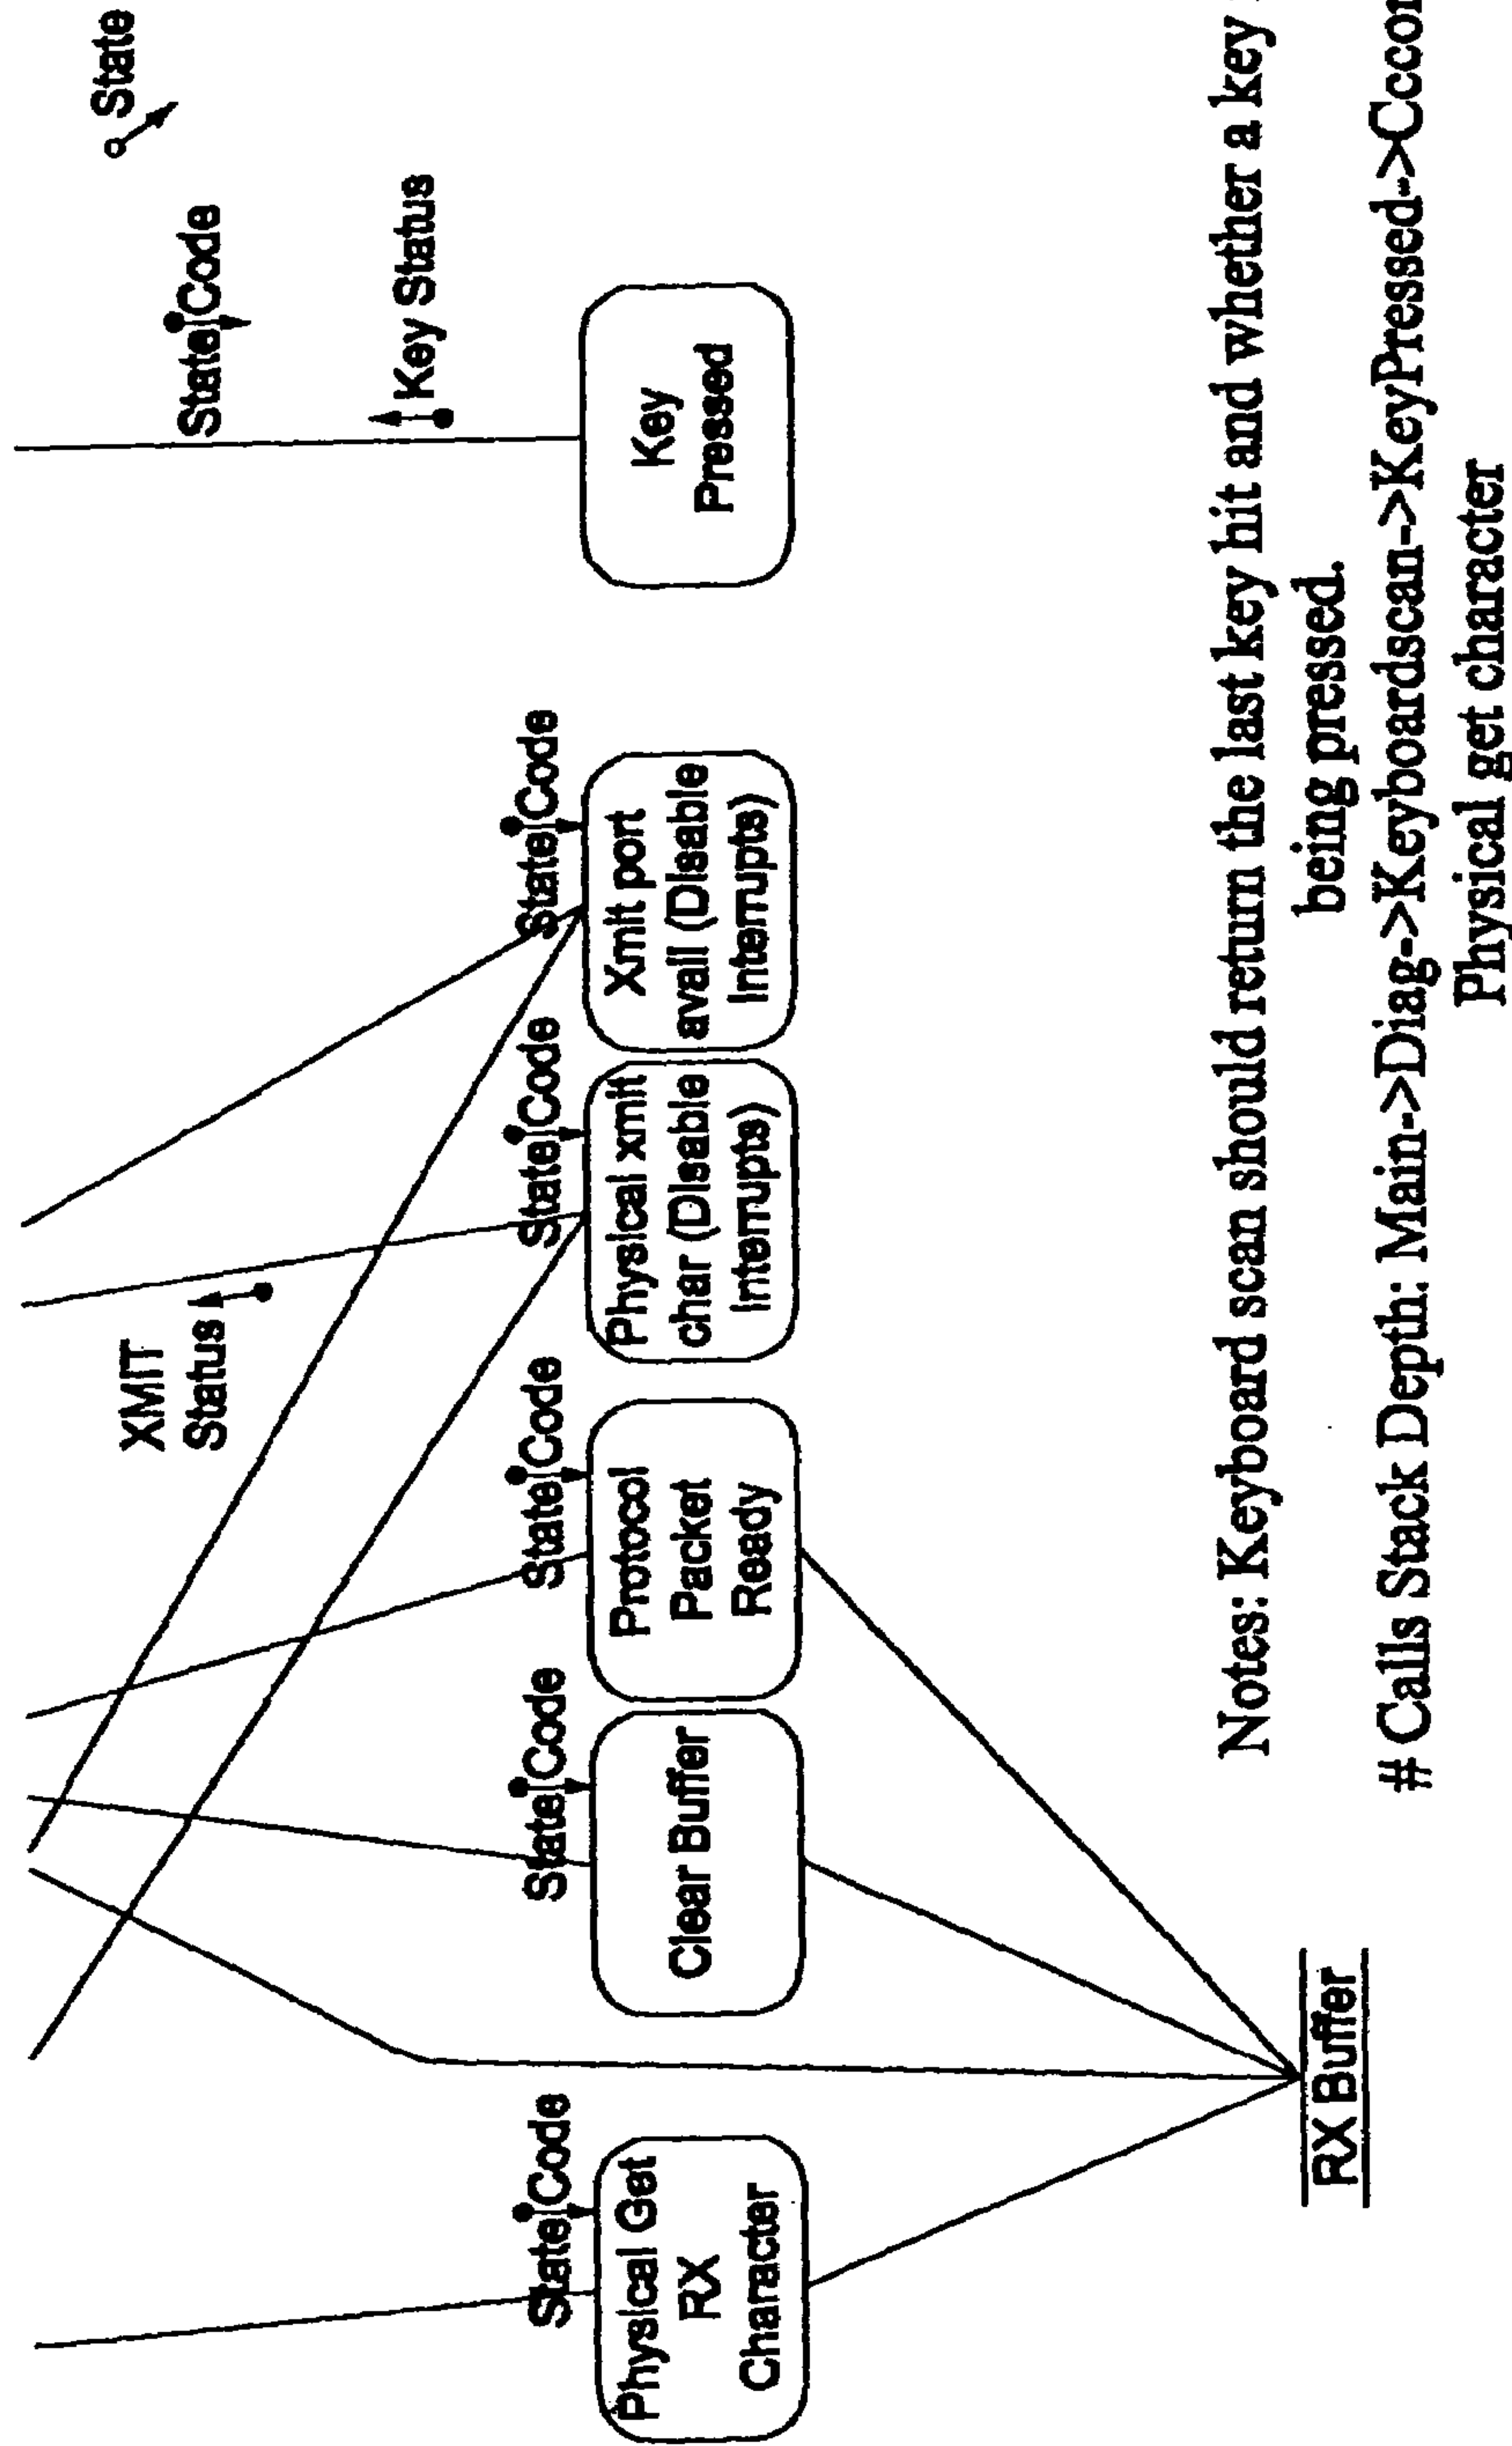 State
State Code
Key Status
XMIT
Status
State Code
State Code
State Code
State Code
State Code
Physical Get
RX
Character
Clear Buffer
Protocol
Packet
Ready
Physical xmit
char (Disable
Interrupts)
Xmit port
avail (Disable
Interrupts)
Key
Pressed
RX Buffer
Notes: Keyboard scan should return the last key hit and whether a key
being pressed.
# Calls Stack Depth: Main->Diag->Keyboardscan->KeyPressed->
Physical get character